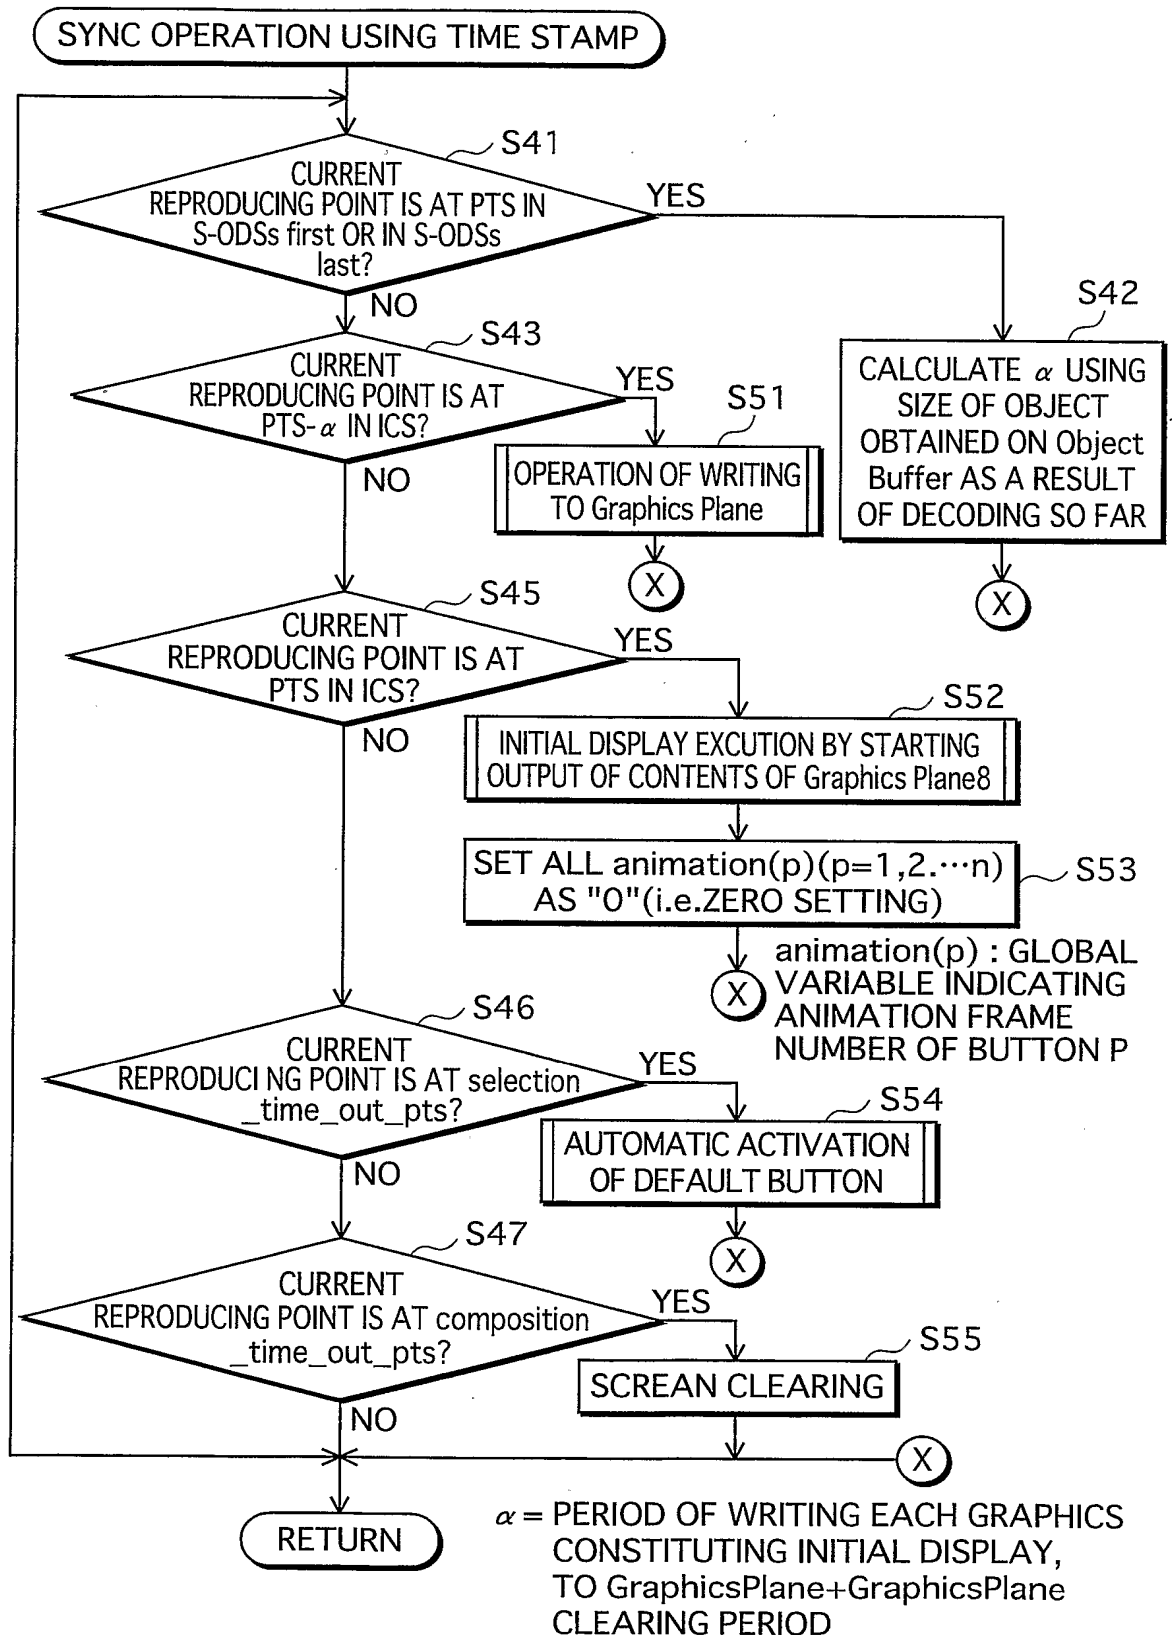 SYNC OPERATION USING TIME STAMP
S41
CURRENT
REPRODUCING POINT IS AT PTS IN
S-ODSs first OR IN S-ODSs
last?
YES
NO
S42
CALCULATE α USING
SIZE OF OBJECT
OBTAINED ON Object
Buffer AS A RESULT
OF DECODING SO FAR
X
S43
CURRENT
REPRODUCING POINT IS AT
PTS-α IN ICS?
YES
NO
S51
OPERATION OF WRITING
TO Graphics Plane
X
S45
CURRENT
REPRODUCING POINT IS AT
PTS IN ICS?
YES
NO
S52
INITIAL DISPLAY EXCUTION BY STARTING
OUTPUT OF CONTENTS OF Graphics Plane8
S53
SET ALL animation(p)(p=1,2.⋯n)
AS "0"(i.e.ZERO SETTING)
X
animation(p) : GLOBAL
VARIABLE INDICATING
ANIMATION FRAME
NUMBER OF BUTTON P
S46
CURRENT
REPRODUCI NG POINT IS AT selection
_time_out_pts?
YES
NO
S54
AUTOMATIC ACTIVATION
OF DEFAULT BUTTON
X
S47
CURRENT
REPRODUCING POINT IS AT composition
_time_out_pts?
YES
NO
S55
SCREAN CLEARING
X
RETURN
α = PERIOD OF WRITING EACH GRAPHICS
CONSTITUTING INITIAL DISPLAY,
TO GraphicsPlane+GraphicsPlane
CLEARING PERIOD